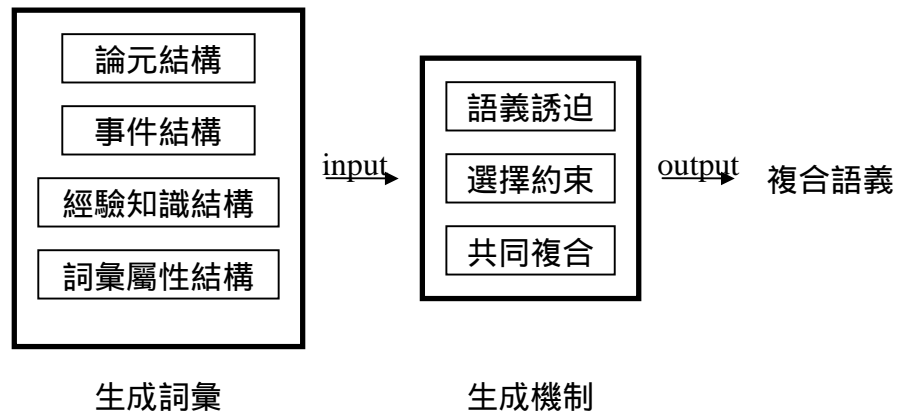 論元結構
事件結構
經驗知識結構
詞彙屬性結構
生成詞彙
input
語義誘迫
選擇約束
共同複合
生成機制
output
複合語義